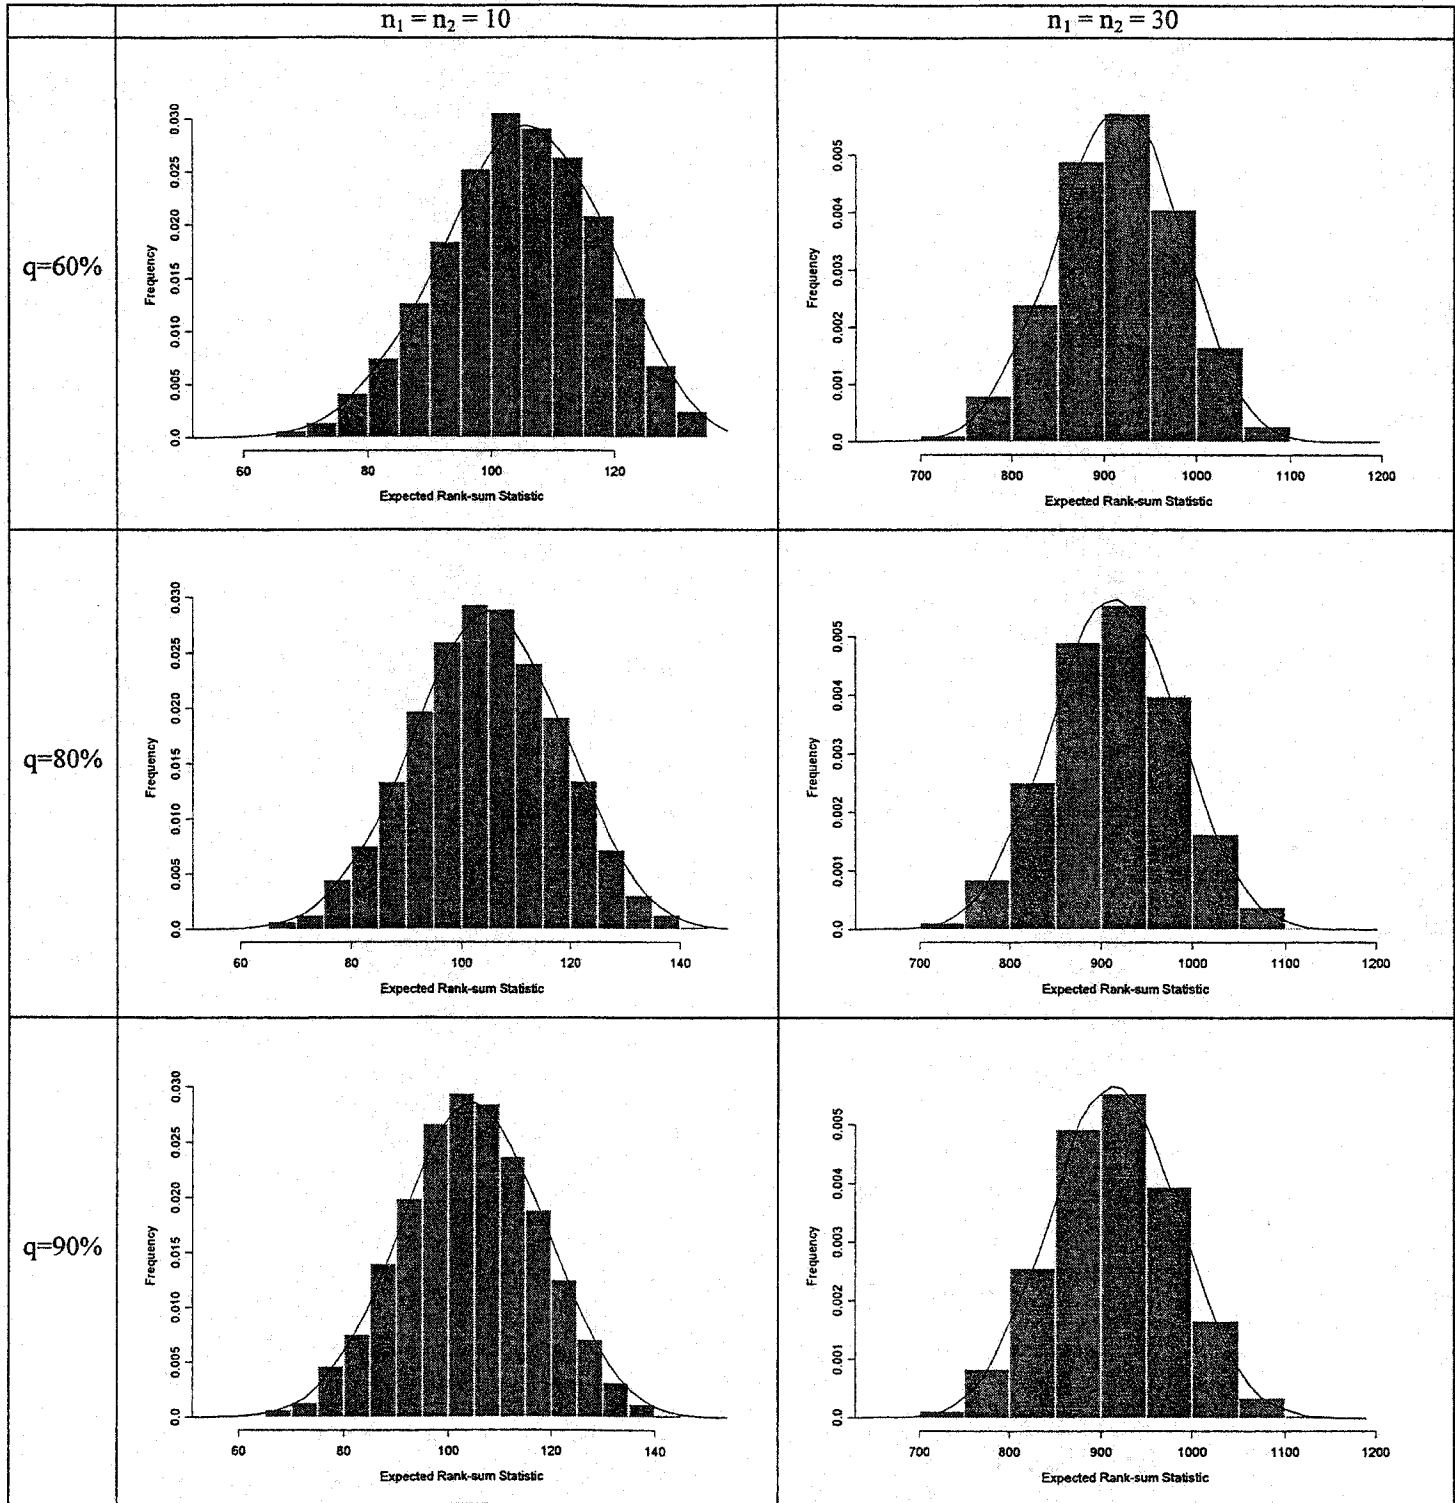 n₁ = n₂ = 10
n₁ = n₂ = 30
q=60%
Frequency
0.0 0.005 0.010 0.015 0.020 0.025 0.030
60 80 100 120
Expected Rank-sum Statistic
Frequency
0.0 0.001 0.002 0.003 0.004 0.005
700 800 900 1000 1100 1200
Expected Rank-sum Statistic
q=80%
Frequency
0.0 0.005 0.010 0.015 0.020 0.025 0.030
60 80 100 120 140
Expected Rank-sum Statistic
Frequency
0.0 0.001 0.002 0.003 0.004 0.005
700 800 900 1000 1100 1200
Expected Rank-sum Statistic
q=90%
Frequency
0.0 0.005 0.010 0.015 0.020 0.025 0.030
60 80 100 120 140
Expected Rank-sum Statistic
Frequency
0.0 0.001 0.002 0.003 0.004 0.005
700 800 900 1000 1100 1200
Expected Rank-sum Statistic